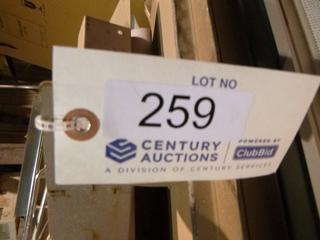 LOT NO
259
CENTURY AUCTIONS
POWERED BY
ClubBid
A DIVISION OF CENTURY SERVICES